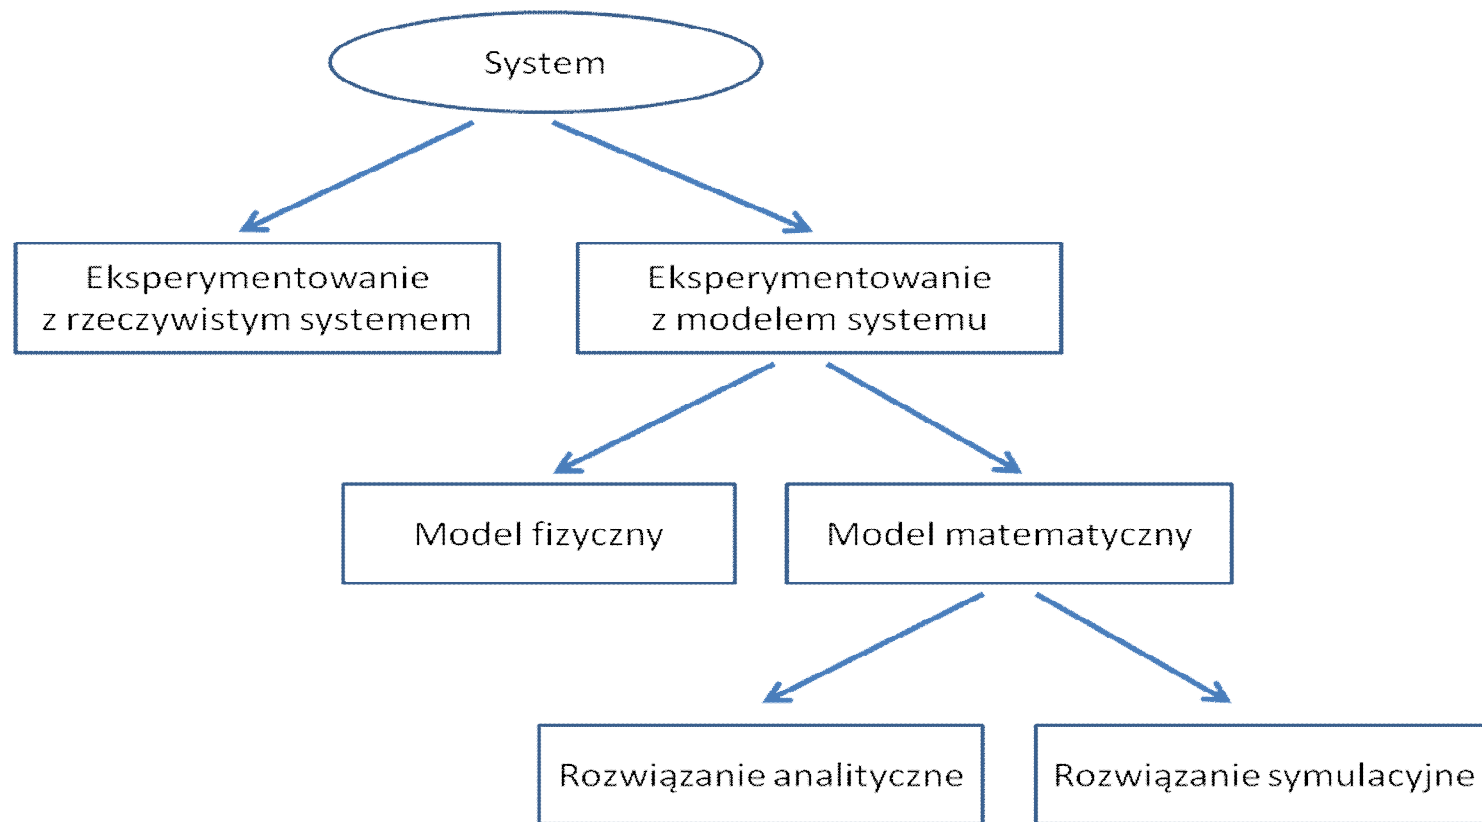 System
Eksperymentowanie
z rzeczywistym systemem
Eksperymentowanie
z modelem systemu
Model fizyczny
Model matematyczny
Rozwiązanie analityczne
Rozwiązanie symulacyjne